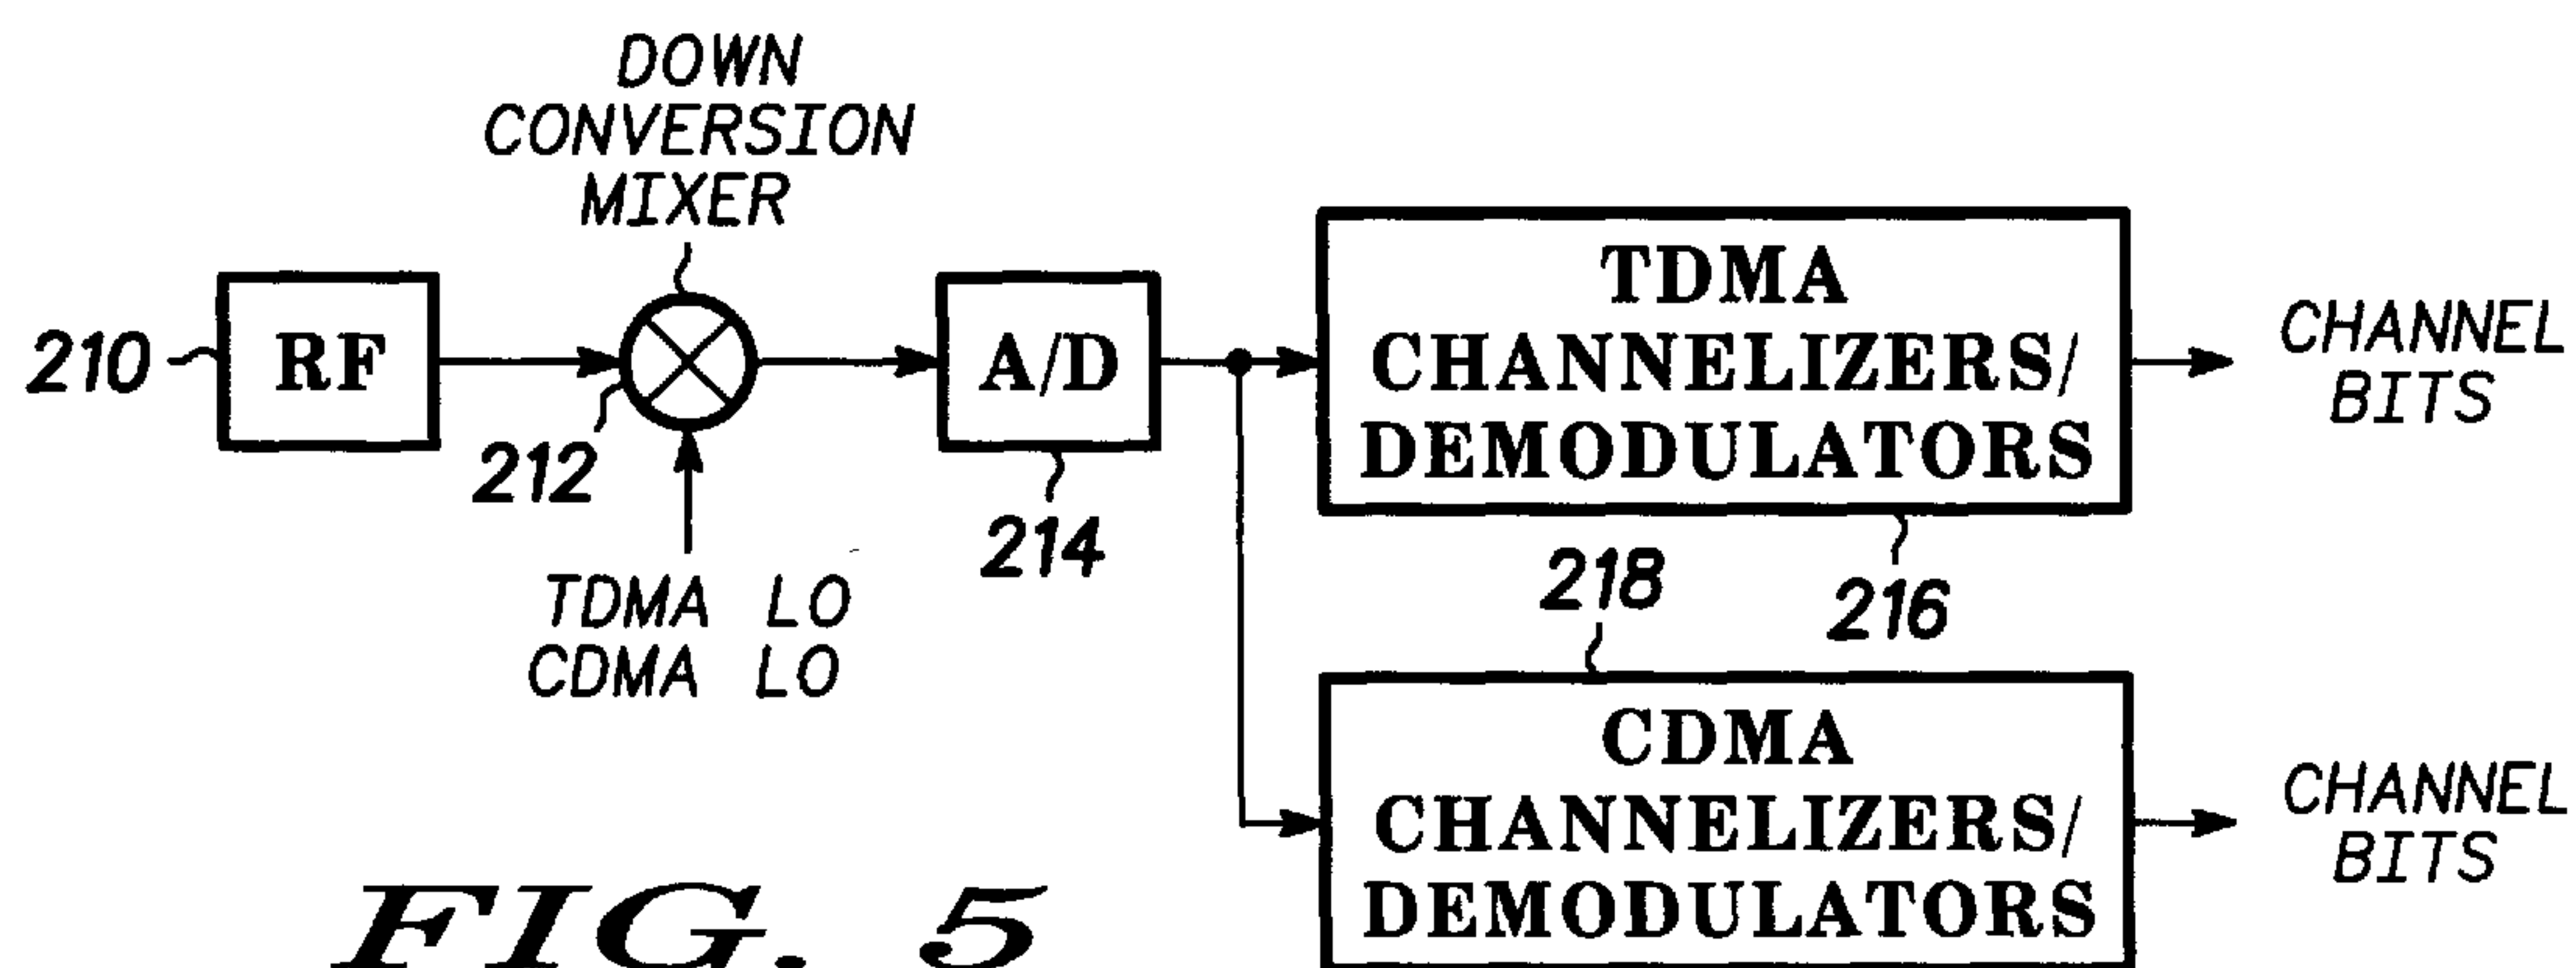 DOWN
CONVERSION
MIXER
210
RF
212
TDMA LO
CDMA LO
A/D
214
TDMA
CHANNELIZERS/
DEMODULATORS
216
CHANNEL
BITS
218
CDMA
CHANNELIZERS/
DEMODULATORS
CHANNEL
BITS
FIG. 5